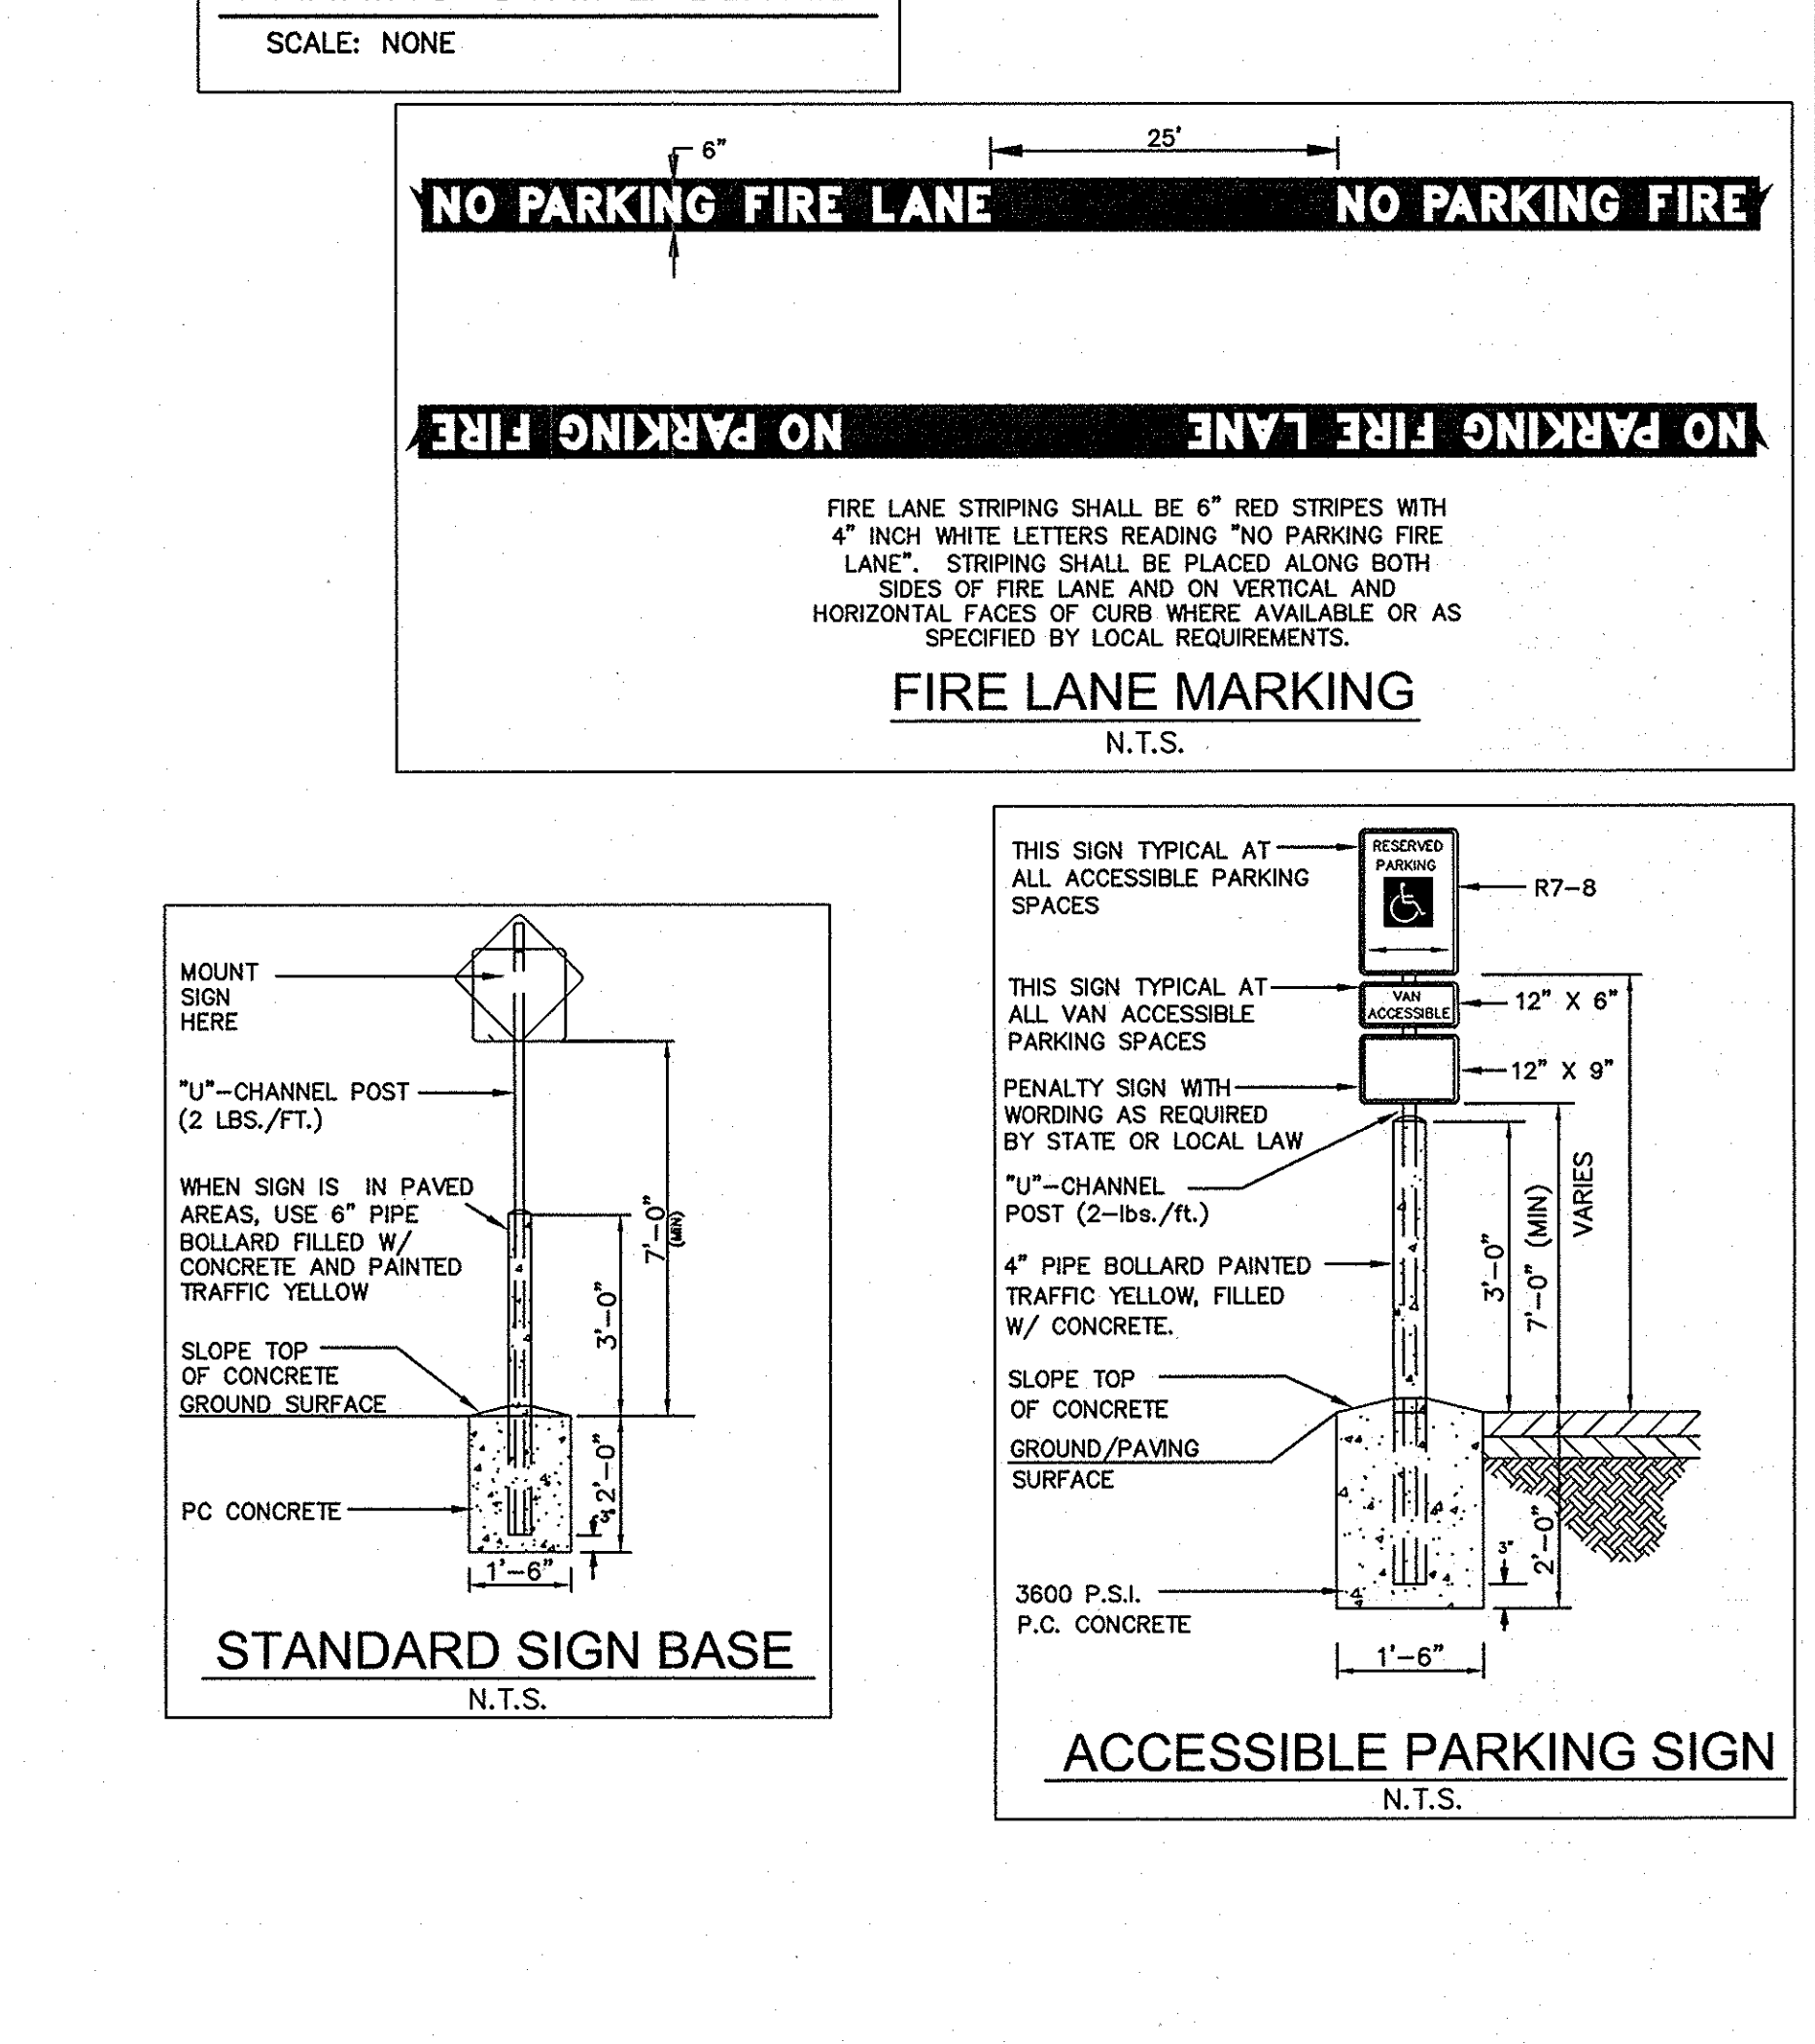 SCALE: NONE
6"
25'
NO PARKING FIRE LANE
NO PARKING FIRE
NO PARKING FIRE
NO PARKING FIRE LANE
FIRE LANE STRIPING SHALL BE 6" RED STRIPES WITH
4" INCH WHITE LETTERS READING "NO PARKING FIRE
LANE". STRIPING SHALL BE PLACED ALONG BOTH
SIDES OF FIRE LANE AND ON VERTICAL AND
HORIZONTAL FACES OF CURB WHERE AVAILABLE OR AS
SPECIFIED BY LOCAL REQUIREMENTS.
FIRE LANE MARKING
N.T.S.
MOUNT
SIGN
HERE
"U"-CHANNEL POST
(2 LBS./FT.)
WHEN SIGN IS IN PAVED
AREAS, USE 6" PIPE
BOLLARD FILLED W/
CONCRETE AND PAINTED
TRAFFIC YELLOW
SLOPE TOP
OF CONCRETE
GROUND SURFACE
PC CONCRETE
7'-0"
(MIN)
3'-0"
2'-0"
3"
1'-6"
STANDARD SIGN BASE
N.T.S.
THIS SIGN TYPICAL AT
ALL ACCESSIBLE PARKING
SPACES
RESERVED
PARKING
R7-8
THIS SIGN TYPICAL AT
ALL VAN ACCESSIBLE
PARKING SPACES
VAN
ACCESSIBLE
12" X 6"
12" X 9"
PENALTY SIGN WITH
WORDING AS REQUIRED
BY STATE OR LOCAL LAW
"U"-CHANNEL
POST (2-lbs./ft.)
4" PIPE BOLLARD PAINTED
TRAFFIC YELLOW, FILLED
W/ CONCRETE.
SLOPE TOP
OF CONCRETE
GROUND/PAVING
SURFACE
3600 P.S.I.
P.C. CONCRETE
3'-0"
7'-0" (MIN)
VARIES
3"
2'-0"
1'-6"
ACCESSIBLE PARKING SIGN
N.T.S.